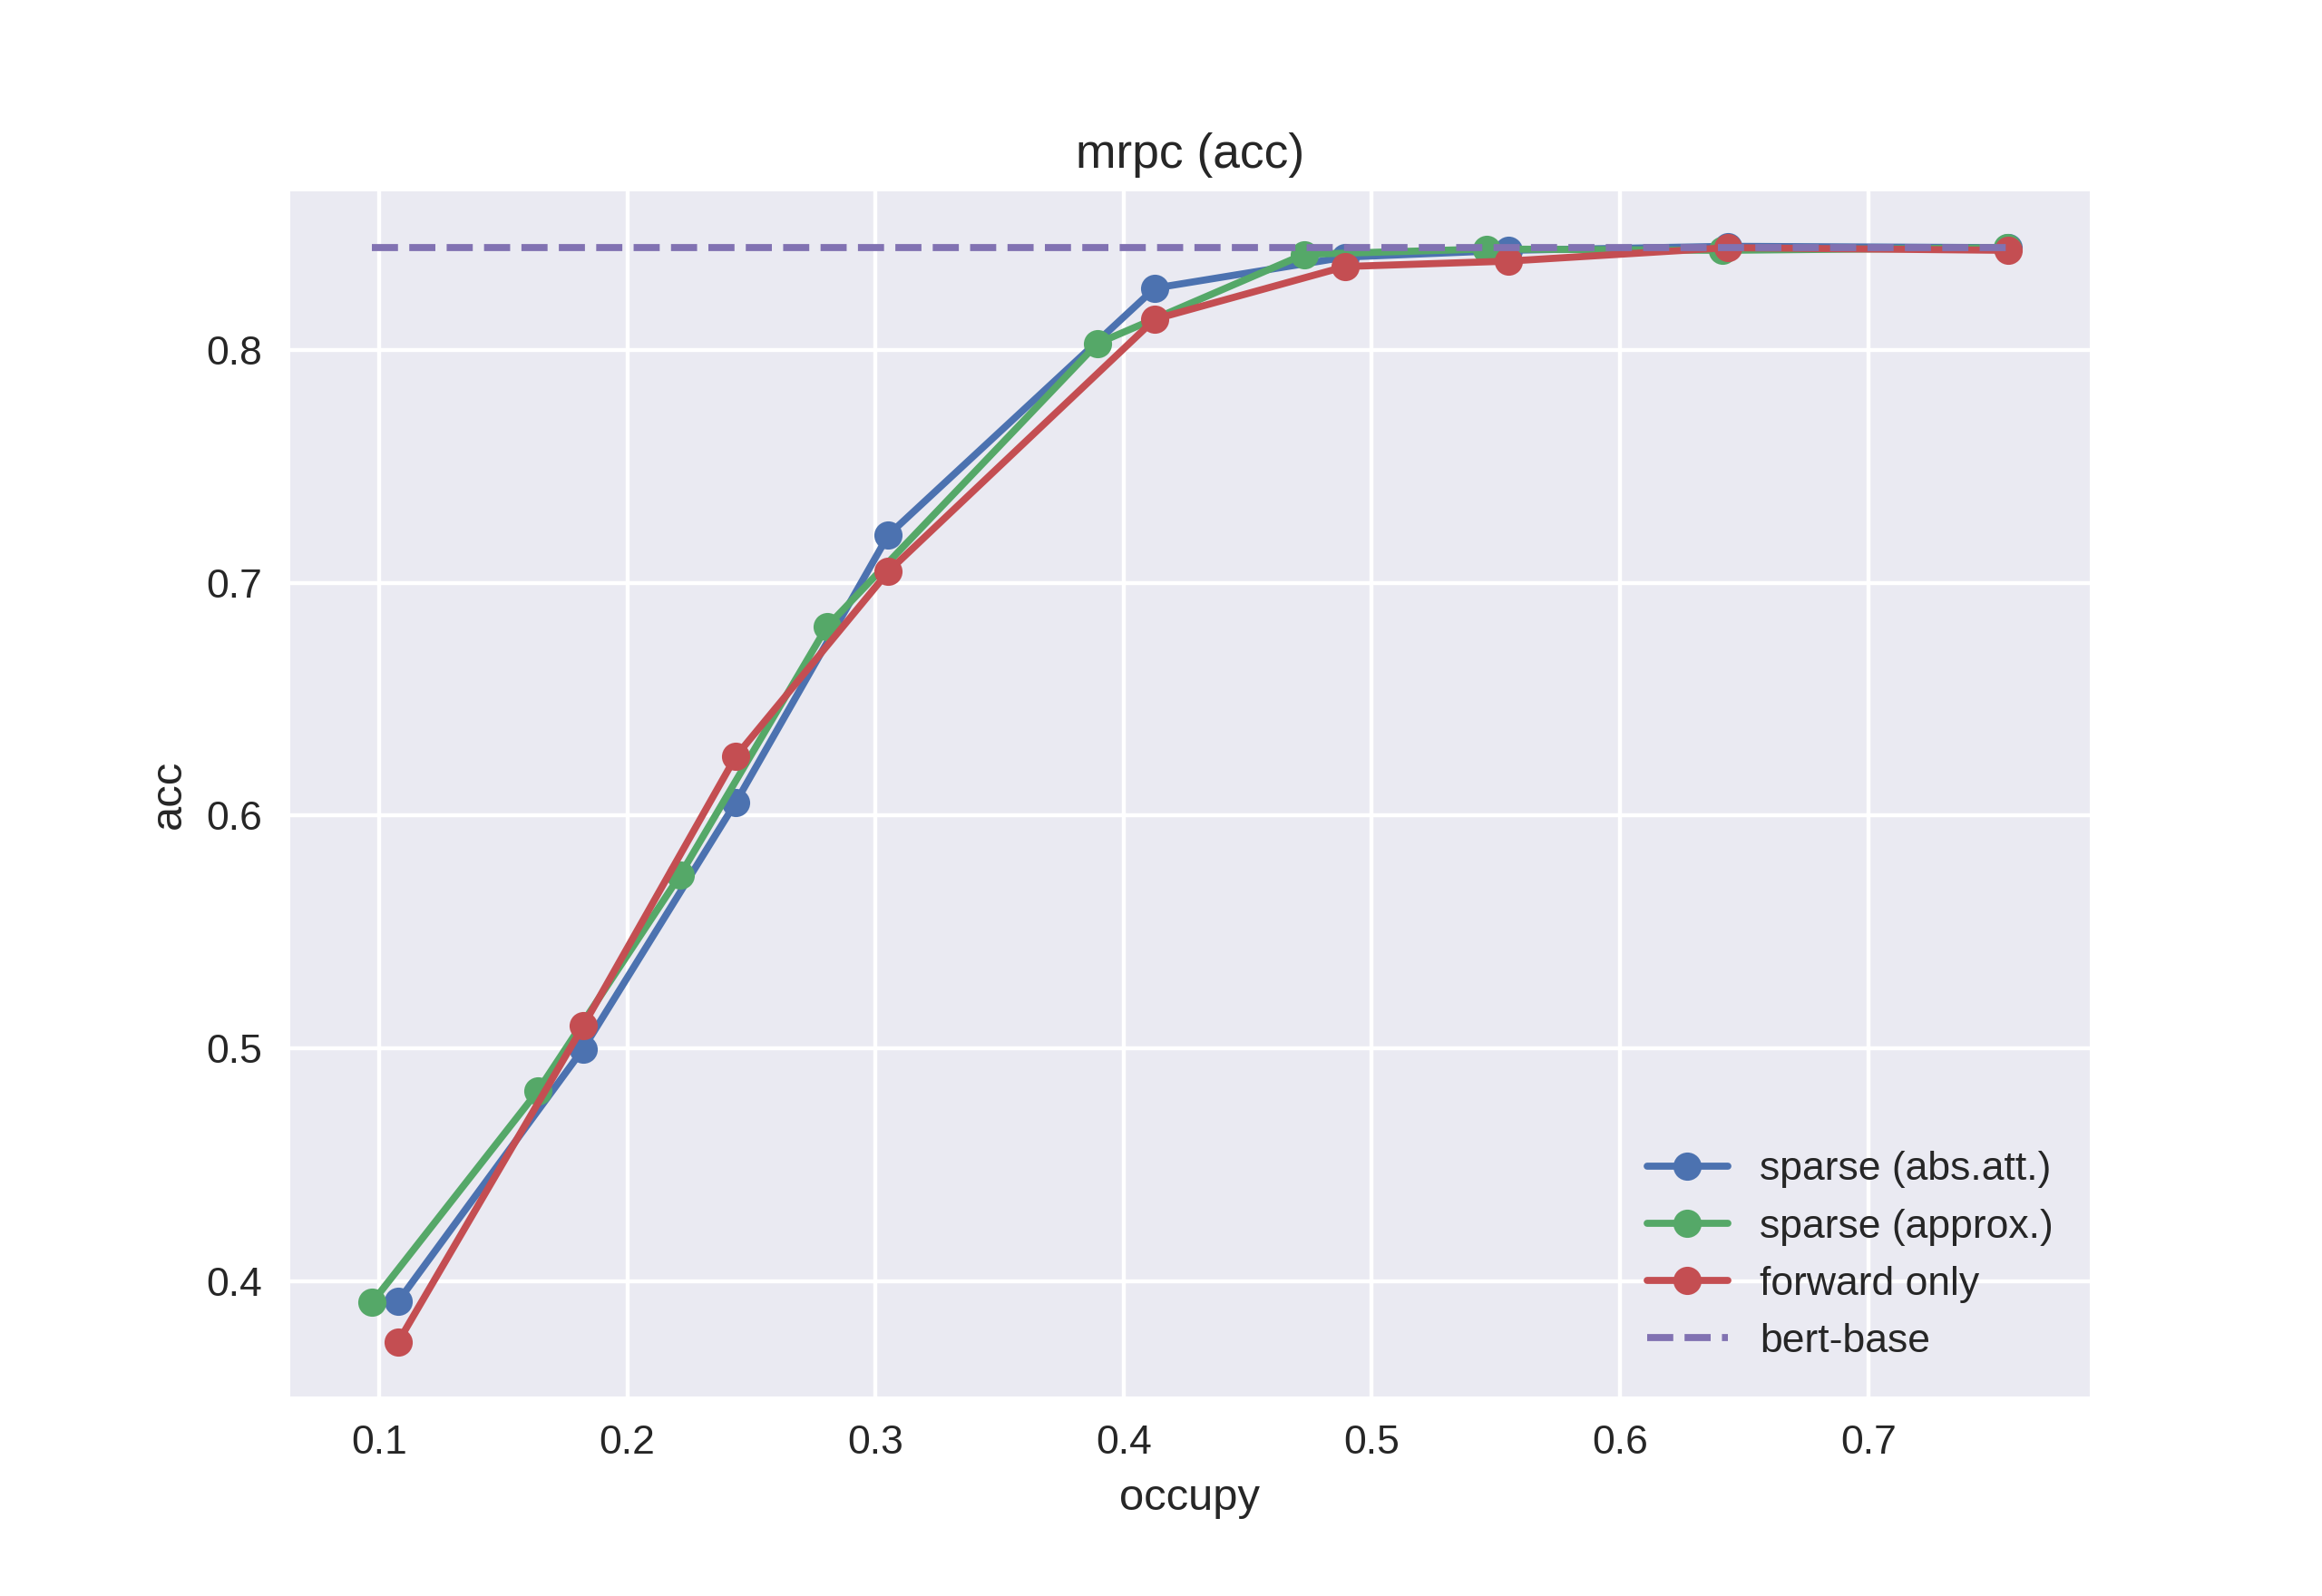 mrpc (acc)
acc
0.8
0.7
0.6
0.5
0.4
0.1 0.2 0.3 0.4 0.5 0.6 0.7
occupy
sparse (abs.att.)
sparse (approx.)
forward only
bert-base